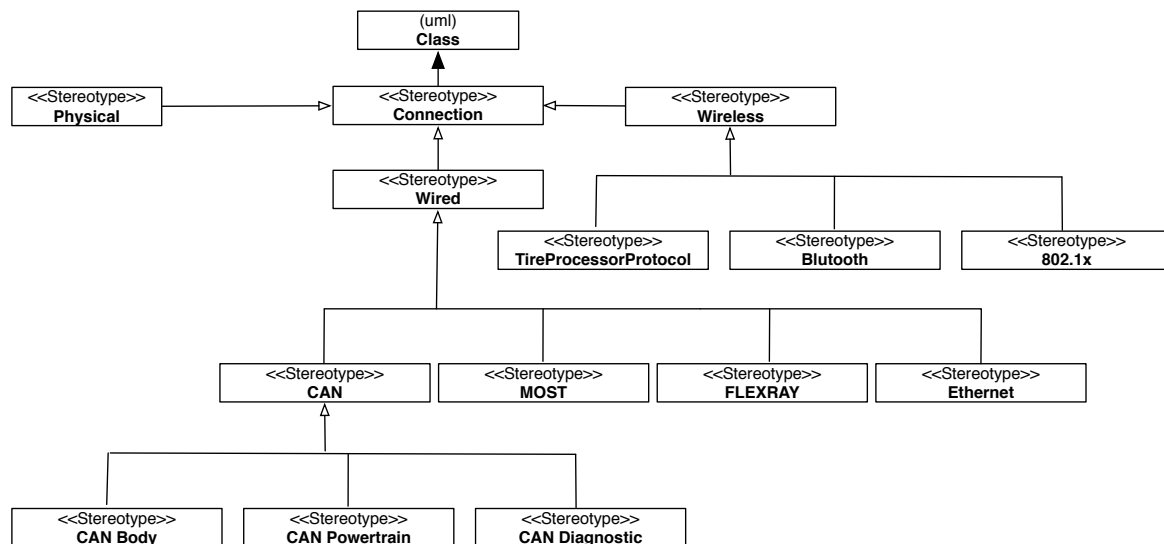 (uml)
Class
<<Stereotype>>
Physical
<<Stereotype>>
Connection
<<Stereotype>>
Wireless
<<Stereotype>>
Wired
<<Stereotype>>
TireProcessorProtocol
<<Stereotype>>
Blutooth
<<Stereotype>>
802.1x
<<Stereotype>>
CAN
<<Stereotype>>
MOST
<<Stereotype>>
FLEXRAY
<<Stereotype>>
Ethernet
<<Stereotype>>
CAN Body
<<Stereotype>>
CAN Powertrain
<<Stereotype>>
CAN Diagnostic